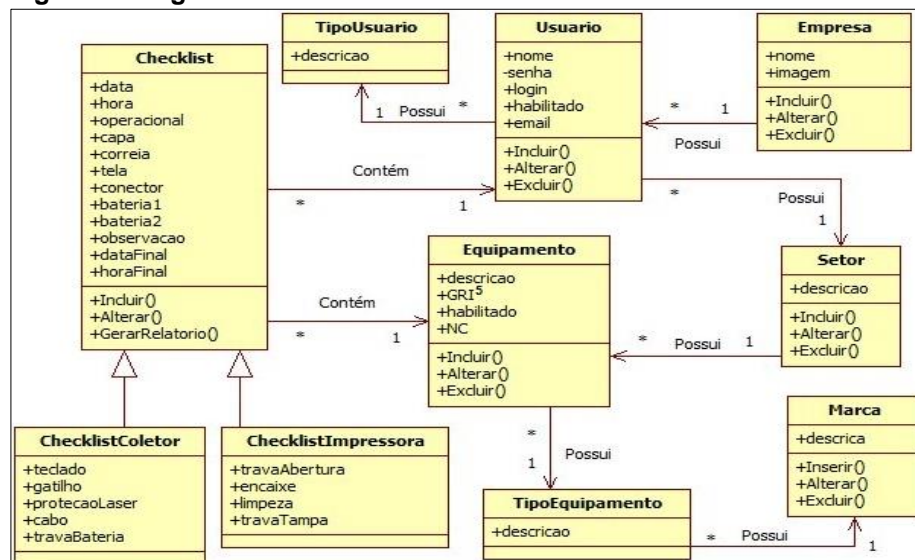 Checklist
+data
+hora
+operacional
+capa
+correia
+tela
+conector
+bateria1
+bateria2
+observacao
+dataFinal
+horaFinal
+Incluir()
+Alterar()
+GerarRelatorio()
TipoUsuario
+descricao
1 Possui *
Usuario
+nome
-senha
+login
+habilitado
+email
+Incluir()
+Alterar()
+Excluir()
Empresa
+nome
+imagem
+Incluir()
+Alterar()
+Excluir()
* 1
Possui
Contém
* 1
* Possui
1
Equipamento
+descricao
+GRI5
+habilitado
+NC
+Incluir()
+Alterar()
+Excluir()
Setor
+descricao
+Incluir()
+Alterar()
+Excluir()
Contém
* 1
* Possui 1
ChecklistColetor
+teclado
+gatilho
+protecaoLaser
+cabo
+travaBateria
ChecklistImpressora
+travaAbertura
+encaixe
+limpeza
+travaTampa
*
1 Possui
TipoEquipamento
+descricao
Marca
+descrica
+Inserir()
+Alterar()
+Excluir()
* Possui 1